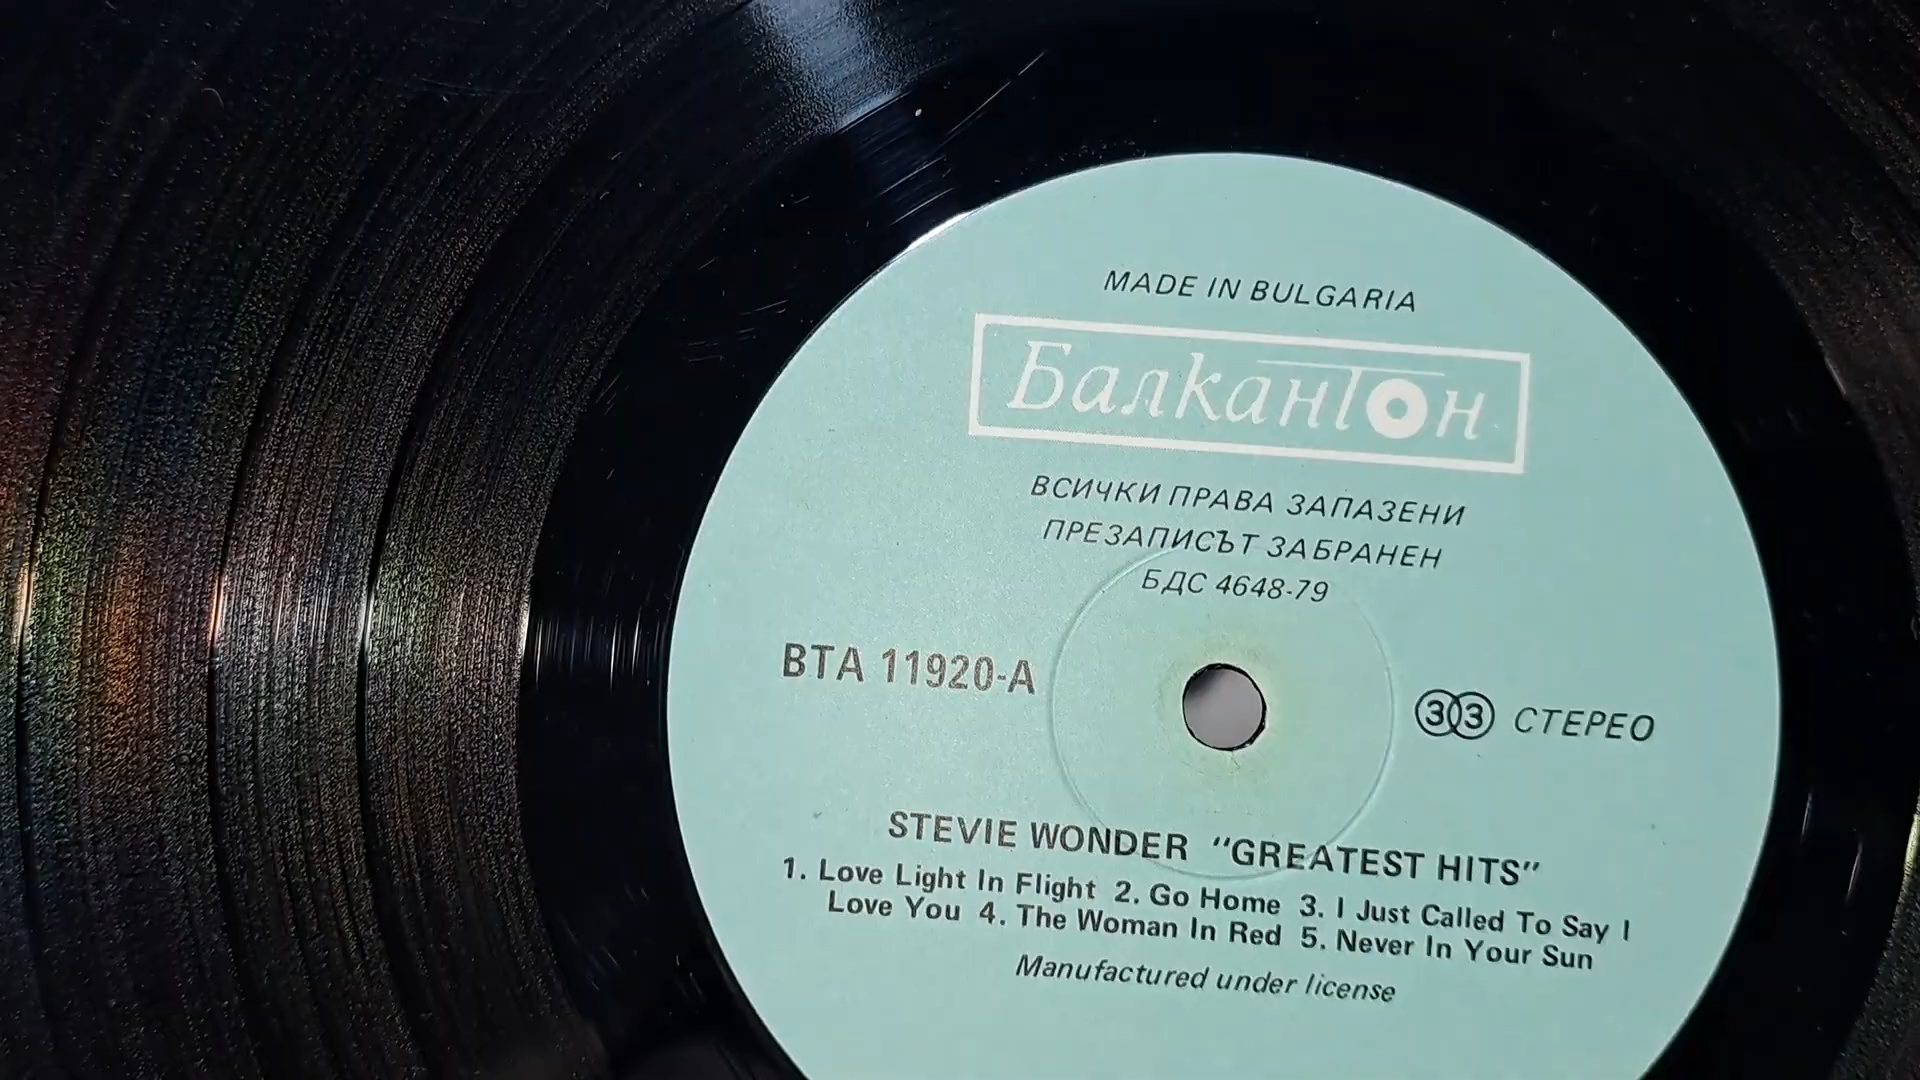 MADE IN BULGARIA
Балкантон
ВСИЧКИ ПРАВА ЗАПАЗЕНИ
ПРЕЗАПИСЪТ ЗАБРАНЕН
БДС 4648-79
ВТА 11920-А
33 СТЕРЕО
STEVIE WONDER "GREATEST HITS"
1. Love Light In Flight 2. Go Home 3. I Just Called To Say I
Love You 4. The Woman In Red 5. Never In Your Sun
Manufactured under license